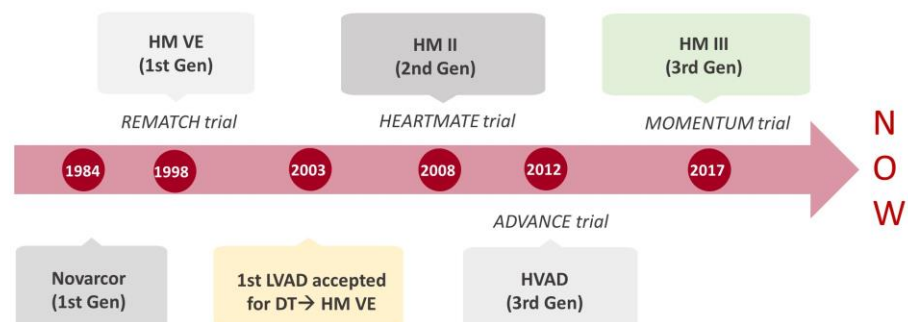 HM VE
(1st Gen)
HM II
(2nd Gen)
HM III
(3rd Gen)
REMATCH trial
HEARTMATE trial
MOMENTUM trial
N
O
W
1984
1998
2003
2008
2012
2017
ADVANCE trial
Novarcor
(1st Gen)
1st LVAD accepted
for DT→ HM VE
HVAD
(3rd Gen)